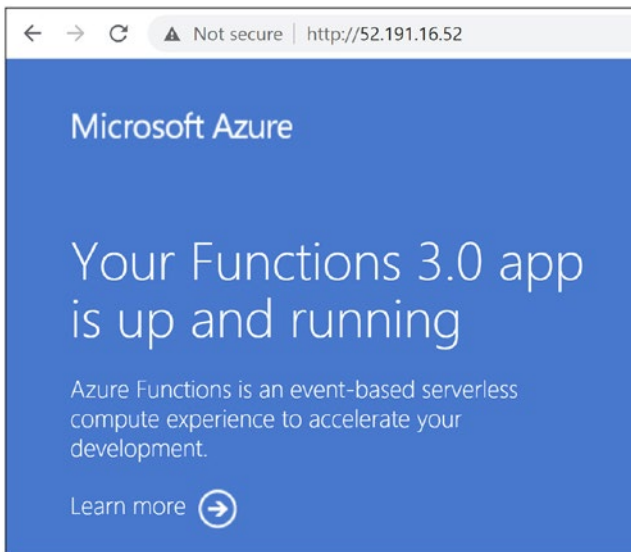 Not secure | http://52.191.16.52
Microsoft Azure
Your Functions 3.0 app
is up and running
Azure Functions is an event-based serverless
compute experience to accelerate your
development.
Learn more